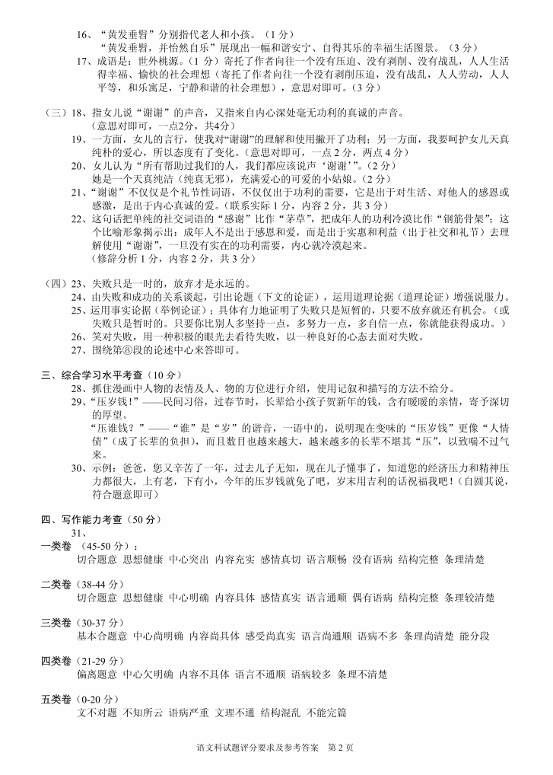 16、“黄发垂髫”分别指代老人和小孩。（1 分）
“黄发垂髫，并怡然自乐”展现出一幅和谐安宁、自得其乐的幸福生活图景。（3 分）
17、成语是：世外桃源。（1 分）寄托了作者向往一个没有压迫、没有剥削、没有战乱，人人生活
得幸福、愉快的社会理想（寄托了作者向往一个没有剥削压迫，没有战乱，人人劳动，人人
平等，和乐寓足，宁静和谐的社会理想），意思对即可。（3 分）
（三）18、指女儿说“谢谢”的声音，又指来自内心深处毫无功利的真诚的声音。
（意思对即可，一点2分，共4分）
19、一方面，女儿的言行，使我对“谢谢”的理解和使用撇开了功利；另一方面，我要呵护女儿天真
纯朴的爱心，所以态度有了变化。（意思对即可，一点 2 分，两点 4 分）
20、女儿认为“所有帮助过我们的人，我们都应该说声‘谢谢’”。（2 分）
她是一个天真纯洁（纯真无邪），充满爱心的可爱的小姑娘。（2 分）
21、“谢谢”不仅仅是个礼节性词语，不仅仅出于功利的需要，它是出于对生活、对他人的感恩或
感激，是出于内心真诚的爱。（联系实际 1 分，内容 2 分，共 3 分）
22、这句话把单纯的社交词语的“感谢”比作“茅草”，把成年人的功利冷漠比作“钢筋骨架”；这
个比喻形象揭示出：成年人不是出于感恩和爱，而是出于实惠和利益（出于社交和礼节）去理
解使用“谢谢”，一旦没有实在的功利需要，内心就冷漠起来。
（修辞分析 1 分，内容 2 分，共 3 分）
（四）23、失败只是一时的，放弃才是永远的。
24、由失败和成功的关系谈起，引出论题（下文的论证），运用道理论据（道理论证）增强说服力。
25、运用事实论据（举例论证）；具体有力地证明了失败只是短暂的，只要不放弃就还有机会。（或
失败只是暂时的。只要你比别人多坚持一点，多努力一点，多自信一点，你就能获得成功。）
26、笑对失败，用一种积极的眼光去看待失败，以一种良好的心态去面对失败。
27、围绕第⑧段的论述中心来答即可。
三、综合学习水平考查（10 分）
28、抓住漫画中人物的表情及人、物的方位进行介绍，使用记叙和描写的方法不给分。
29、“压岁钱！”——民间习俗，过春节时，长辈给小孩子贺新年的钱，含有暖暖的亲情，寄予深切
的厚望。
“压谁钱？”——“谁”是“岁”的谐音，一语中的，说明现在变味的“压岁钱”更像“人情
债”（成了长辈的负担），而且数目也越来越大，越来越多的长辈不堪其“压”，以致喘不过气
来。
30、示例：爸爸，您又辛苦了一年，过去儿子无知，现在儿子懂事了，知道您的经济压力和精神压
力都很大，上有老，下有小，今年的压岁钱就免了吧，岁末用吉利的话祝福我吧！（自圆其说，
符合题意即可）
四、写作能力考查（50 分）
31、
一类卷 （45-50 分）：
切合题意 思想健康 中心突出 内容充实 感情真切 语言顺畅 没有语病 结构完整 条理清楚
二类卷（38-44 分）
切合题意 思想健康 中心明确 内容具体 感情真实 语言通顺 偶有语病 结构完整 条理较清楚
三类卷（30-37 分）
基本合题意 中心尚明确 内容尚具体 感受尚真实 语言尚通顺 语病不多 条理尚清楚 能分段
四类卷（21-29 分）
偏离题意 中心欠明确 内容不具体 语言不通顺 语病较多 条理不清楚
五类卷（0-20 分）
文不对题 不知所云 语病严重 文理不通 结构混乱 不能完篇
语文科试题评分要求及参考答案 第 2 页